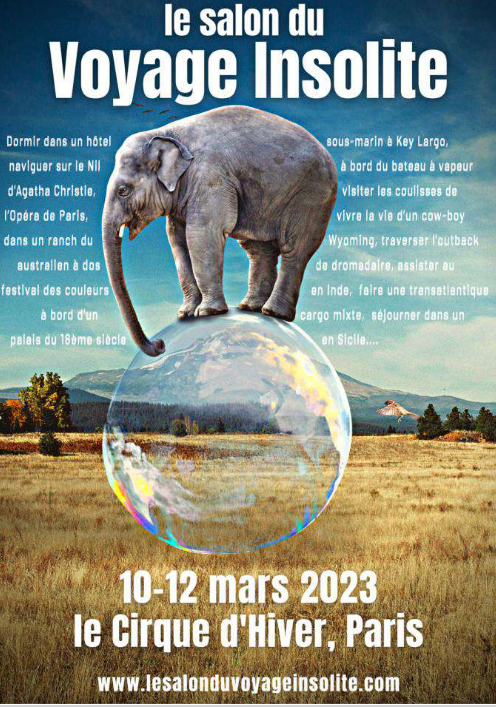 le salon du
Voyage Insolite
Dormir dans un hôtel sous-marin à Key Largo,
naviguer sur le Nil à bord du bateau à vapeur
d'Agatha Christie, visiter les coulisses de
l'Opéra de Paris, vivre la vie d'un cow-boy
dans un ranch du Wyoming, traverser l'outback
australien à dos de dromadaire, assister au
festival des couleurs en Inde, faire une transatlantique
à bord d'un cargo mixte, séjourner dans un
palais du 18ème siècle en Sicile....
10-12 mars 2023
le Cirque d'Hiver, Paris
www.lesalonduvoyageinsolite.com